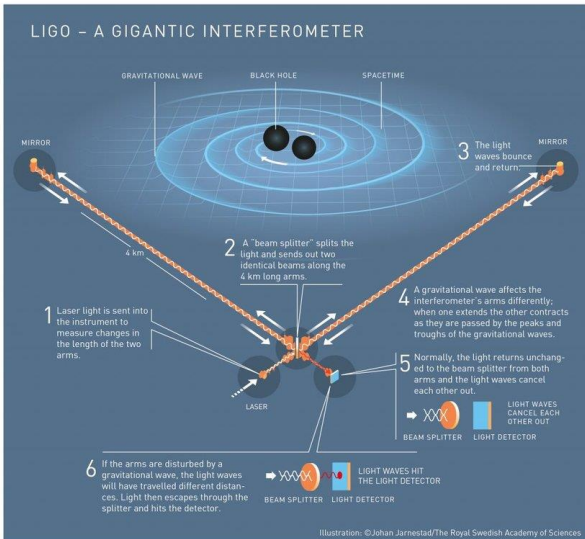 LIGO – A GIGANTIC INTERFEROMETER
GRAVITATIONAL WAVE
BLACK HOLE
SPACETIME
MIRROR
3 The light
waves bounce
and return.
MIRROR
4 km
2 A "beam splitter" splits
the light and sends out two
identical beams along the
4 km long arms.
1 Laser light is sent into
the instrument to
measure changes in
the length of the two
arms.
4 A gravitational wave affects the
interferometer's arms differently;
when one extends the other contracts
as they are passed by the peaks and
troughs of the gravitational waves.
5 Normally, the light returns unchang-
ed to the beam splitter from both
arms and the light waves cancel
each other out.
LASER
LIGHT WAVES
CANCEL EACH
OTHER OUT
BEAM SPLITTER
LIGHT DETECTOR
6 If the arms are disturbed by a
gravitational wave, the light waves
will have travelled different distan-
ces. Light then escapes through the
splitter and hits the detector.
LIGHT WAVES HIT
THE LIGHT DETECTOR
BEAM SPLITTER
LIGHT DETECTOR
Illustration: ©Johan Jarnestad/The Royal Swedish Academy of Sciences